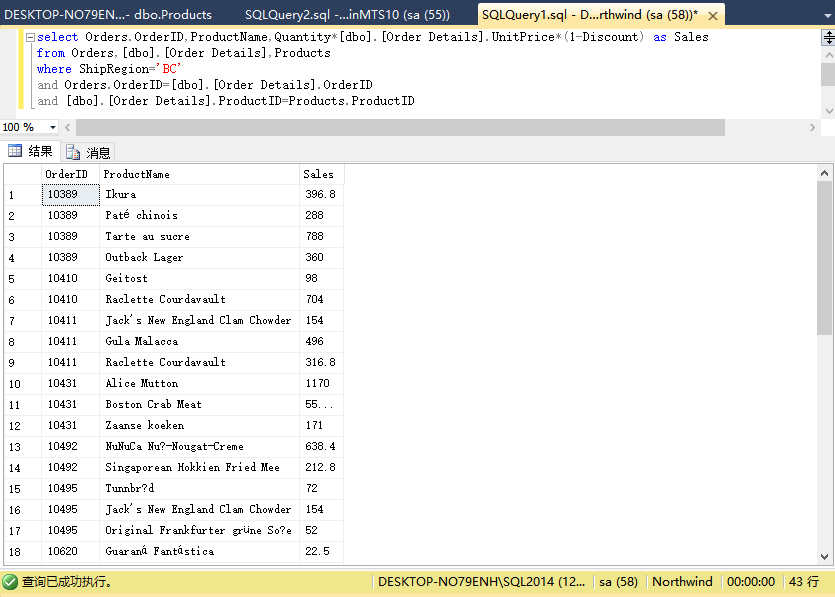 DESKTOP-NO79EN...- dbo.Products SQLQuery2.sql -...inMTS10 (sa (55)) SQLQuery1.sql - D...rthwind (sa (58))* ×
select Orders.OrderID,ProductName,Quantity*[dbo].[Order Details].UnitPrice*(1-Discount) as Sales
from Orders,[dbo].[Order Details],Products
where ShipRegion='BC'
and Orders.OrderID=[dbo].[Order Details].OrderID
and [dbo].[Order Details].ProductID=Products.ProductID
100 %
结果 消息
OrderID ProductName Sales
1 10389 Ikura 396.8
2 10389 Paté chinois 288
3 10389 Tarte au sucre 788
4 10389 Outback Lager 360
5 10410 Geitost 98
6 10410 Raclette Courdavault 704
7 10411 Jack's New England Clam Chowder 154
8 10411 Gula Malacca 496
9 10411 Raclette Courdavault 316.8
10 10431 Alice Mutton 1170
11 10431 Boston Crab Meat 55...
12 10431 Zaanse koeken 171
13 10492 NuNuCa Nu?-Nougat-Creme 638.4
14 10492 Singaporean Hokkien Fried Mee 212.8
15 10495 Tunnbr?d 72
16 10495 Jack's New England Clam Chowder 154
17 10495 Original Frankfurter grüne So?e 52
18 10620 Guaraná Fantástica 22.5
查询已成功执行。 DESKTOP-NO79ENH\SQL2014 (12... sa (58) Northwind 00:00:00 43 行